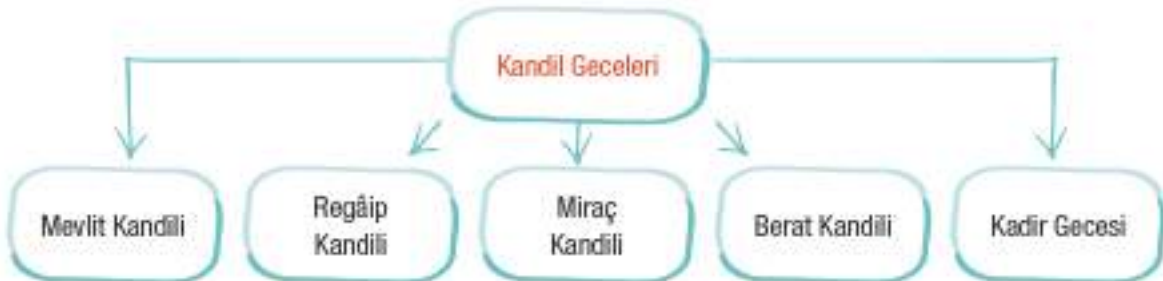 Kandil Geceleri
Mevlit Kandili
Regâip
Kandili
Miraç
Kandili
Berat Kandili
Kadir Gecesi